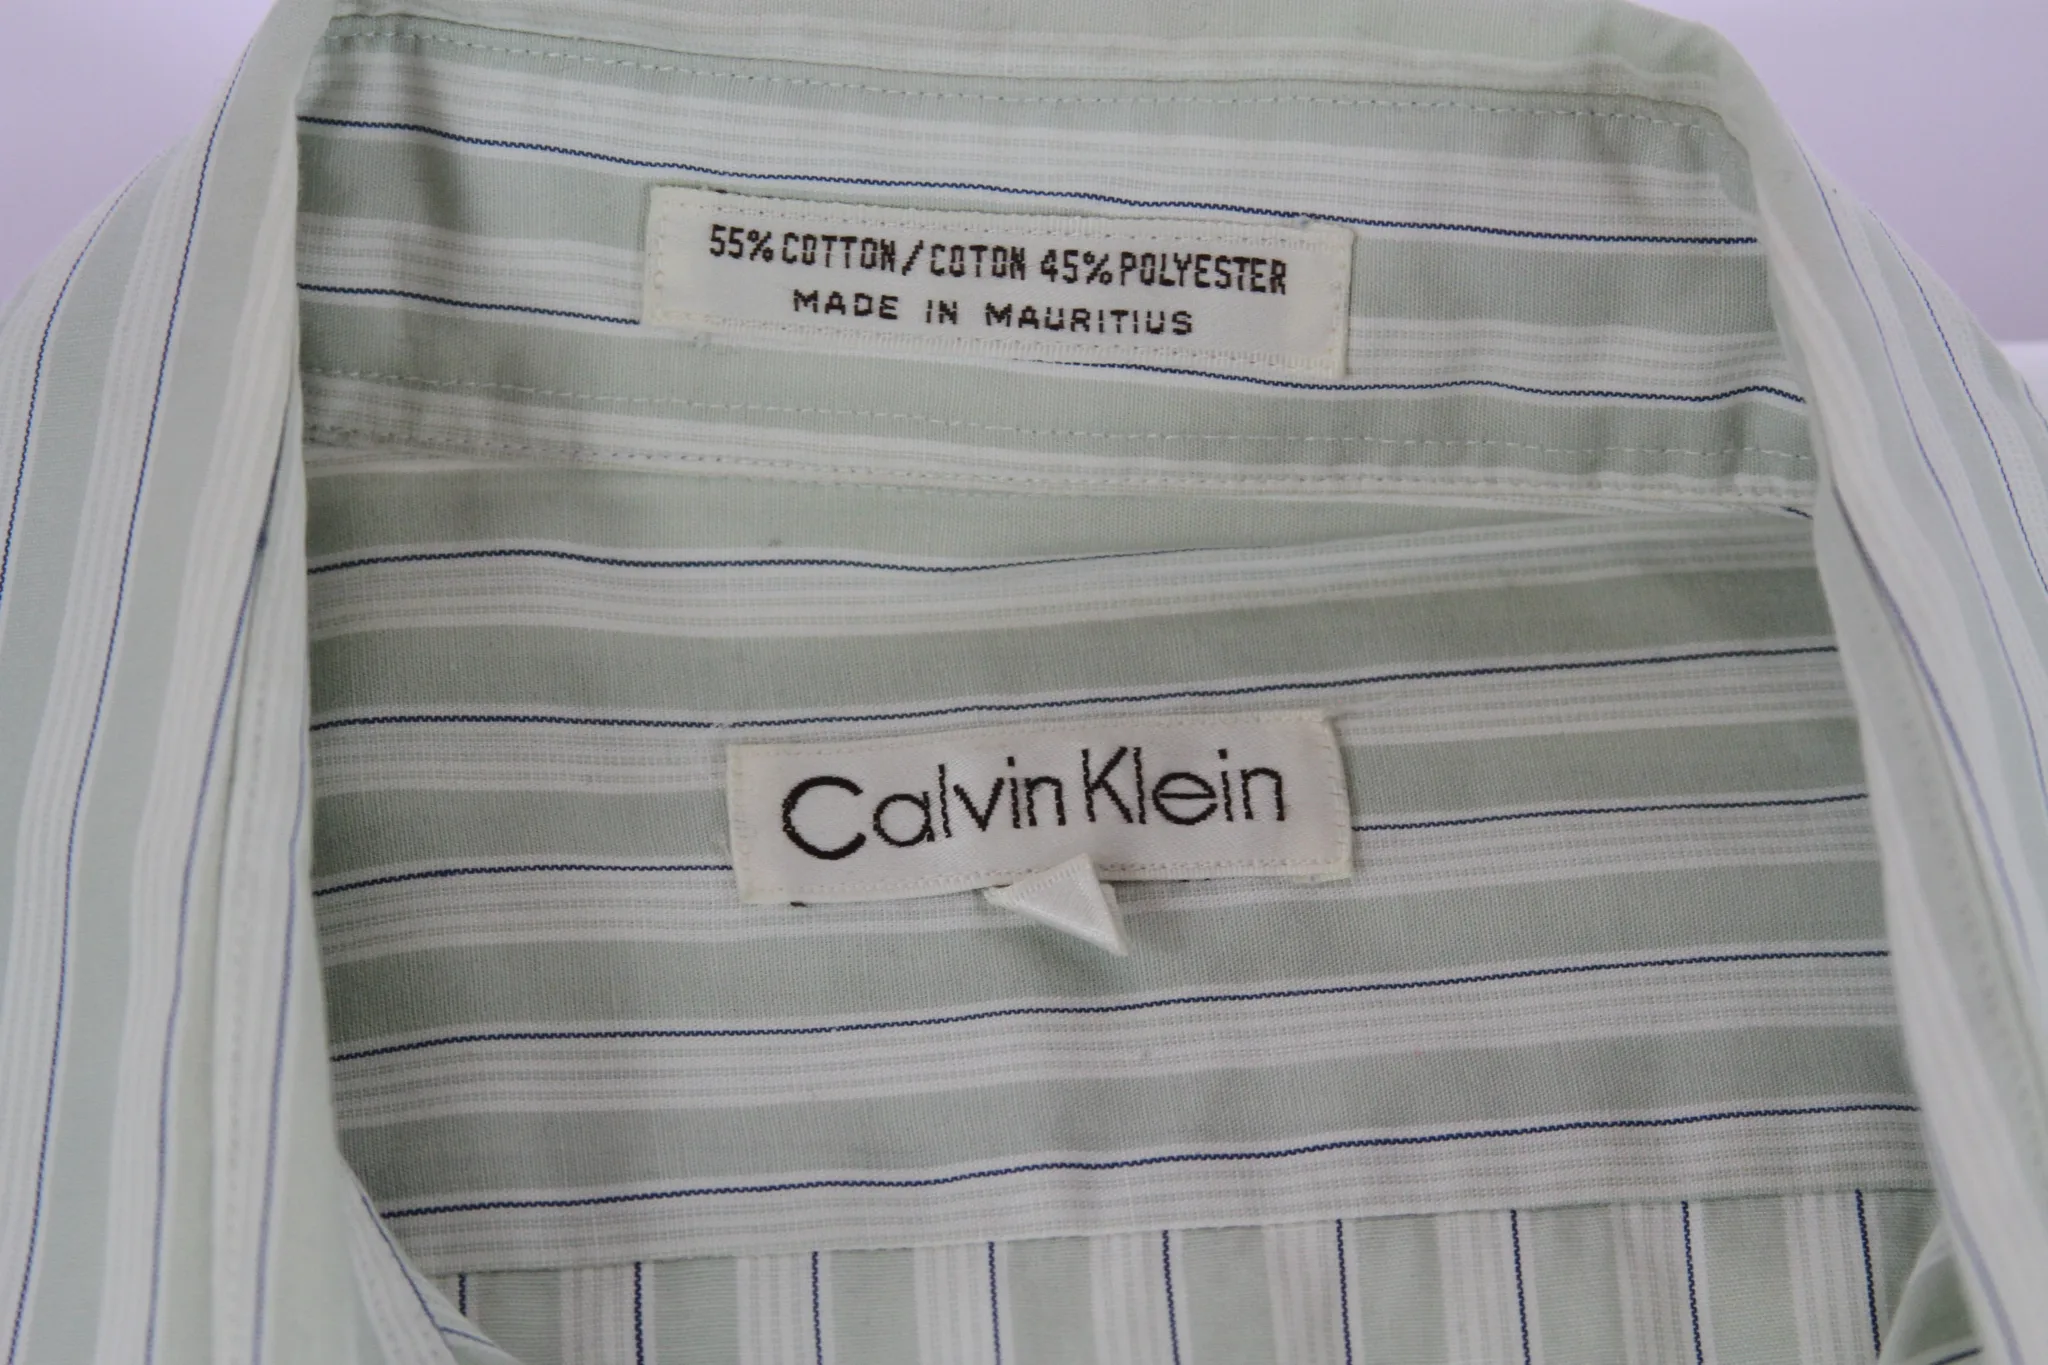 55% COTTON/COTON 45% POLYESTER
MADE IN MAURITIUS
Calvin Klein